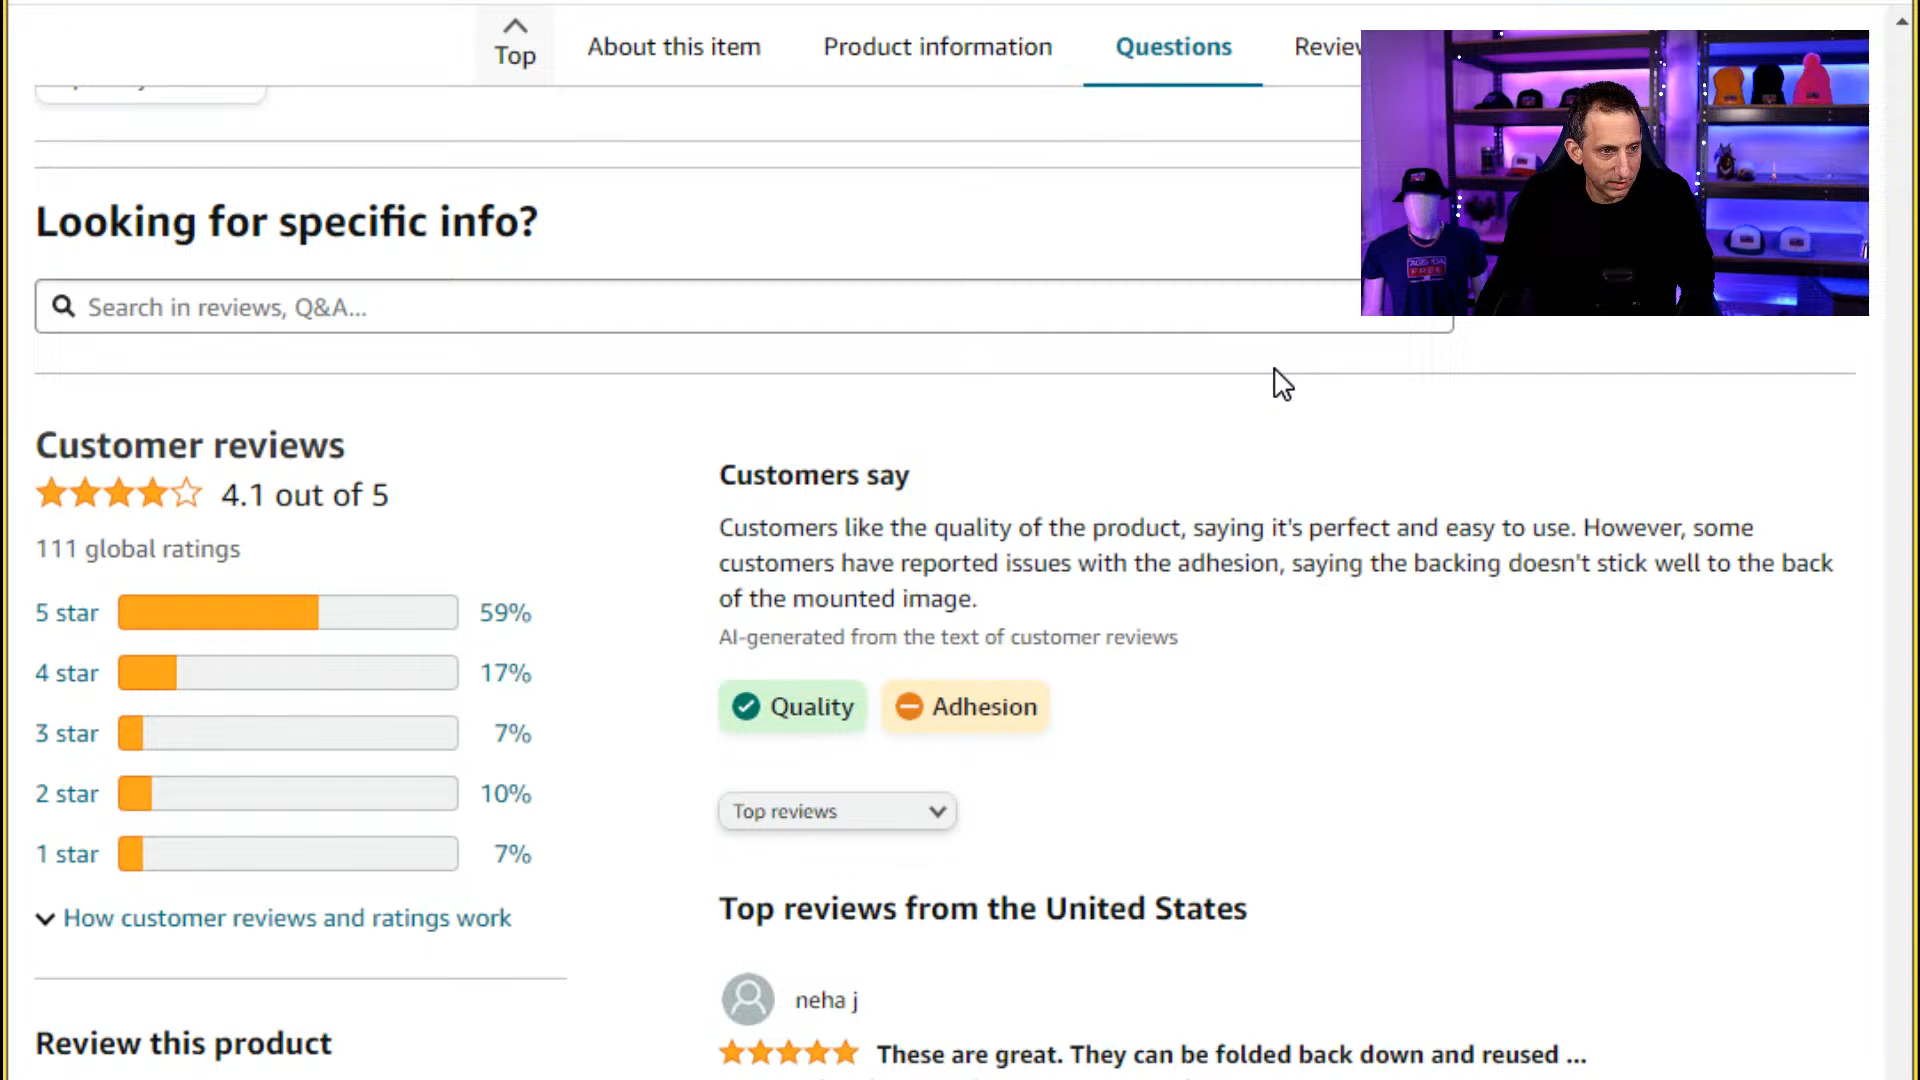 Top
About this item
Product information
Questions
Looking for specific info?
Search in reviews, Q&A...
Customer reviews
4.1 out of 5
111 global ratings
5 star 59%
4 star 17%
3 star 7%
2 star 10%
1 star 7%
How customer reviews and ratings work
Review this product
Customers say
Customers like the quality of the product, saying it's perfect and easy to use. However, some
customers have reported issues with the adhesion, saying the backing doesn't stick well to the back
of the mounted image.
AI-generated from the text of customer reviews
Quality
Adhesion
Top reviews
Top reviews from the United States
neha j
These are great. They can be folded back down and reused ...
FREE